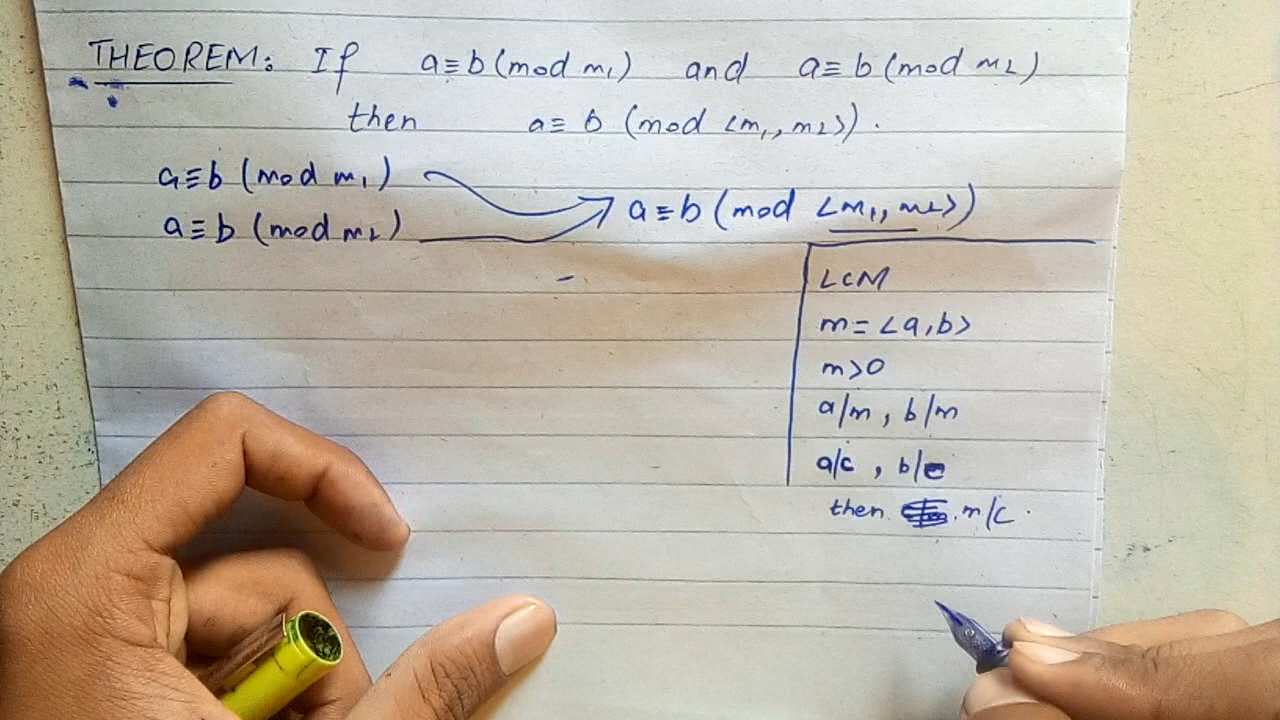 THEOREM: If a≡b (mod m₁) and a≡b (mod m₂)
then a≡ b (mod <m₁, m₂>).
a≡b (mod m₁)
a≡b (mod m₂)
a≡b (mod <m₁, m₂>)
LCM
m = <a, b>
m>0
a/m, b/m
a/c, b/c
then m/c.